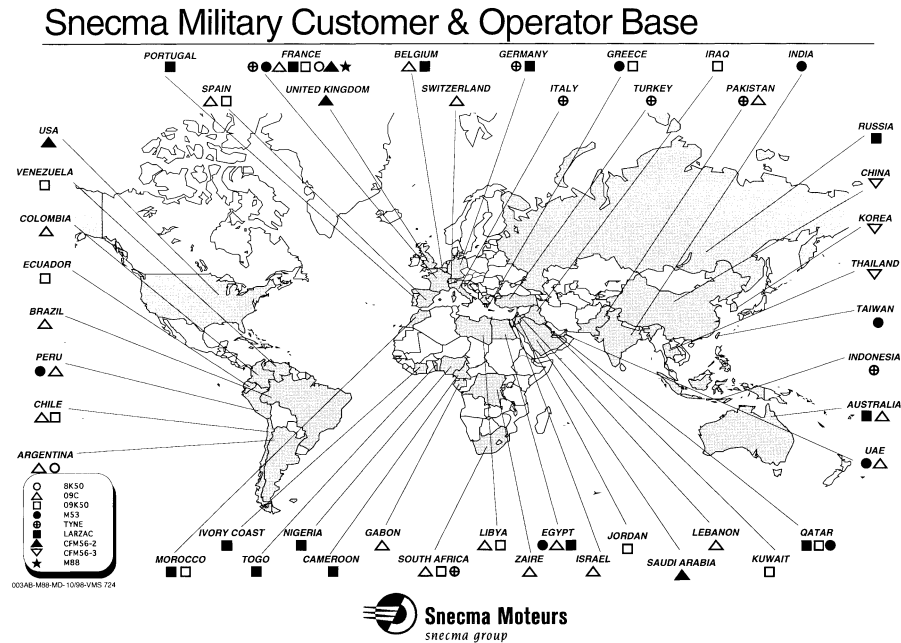 Snecma Military Customer & Operator Base
PORTUGAL
FRANCE
BELGIUM
GERMANY
GREECE
IRAQ
INDIA
SPAIN
UNITED KINGDOM
SWITZERLAND
ITALY
TURKEY
PAKISTAN
USA
RUSSIA
VENEZUELA
CHINA
COLOMBIA
KOREA
ECUADOR
THAILAND
BRAZIL
TAIWAN
PERU
INDONESIA
CHILE
AUSTRALIA
ARGENTINA
UAE
8K50
09C
09K50
M53
TYNE
LARZAC
CFM56-2
CFM56-3
M88
IVORY COAST
NIGERIA
GABON
LIBYA
EGYPT
JORDAN
LEBANON
QATAR
MOROCCO
TOGO
CAMEROON
SOUTH AFRICA
ZAIRE
ISRAEL
SAUDI ARABIA
KUWAIT
003AB-M88-MD-10/98-VMS 724
Snecma Moteurs
snecma group